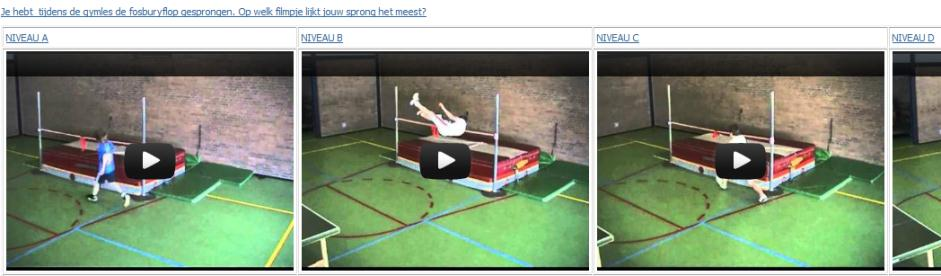 Je hebt tijdens de gymles de fosburyflop gesprongen. Op welk filmpje lijkt jouw sprong het meest?
NIVEAU A
NIVEAU B
NIVEAU C
NIVEAU D